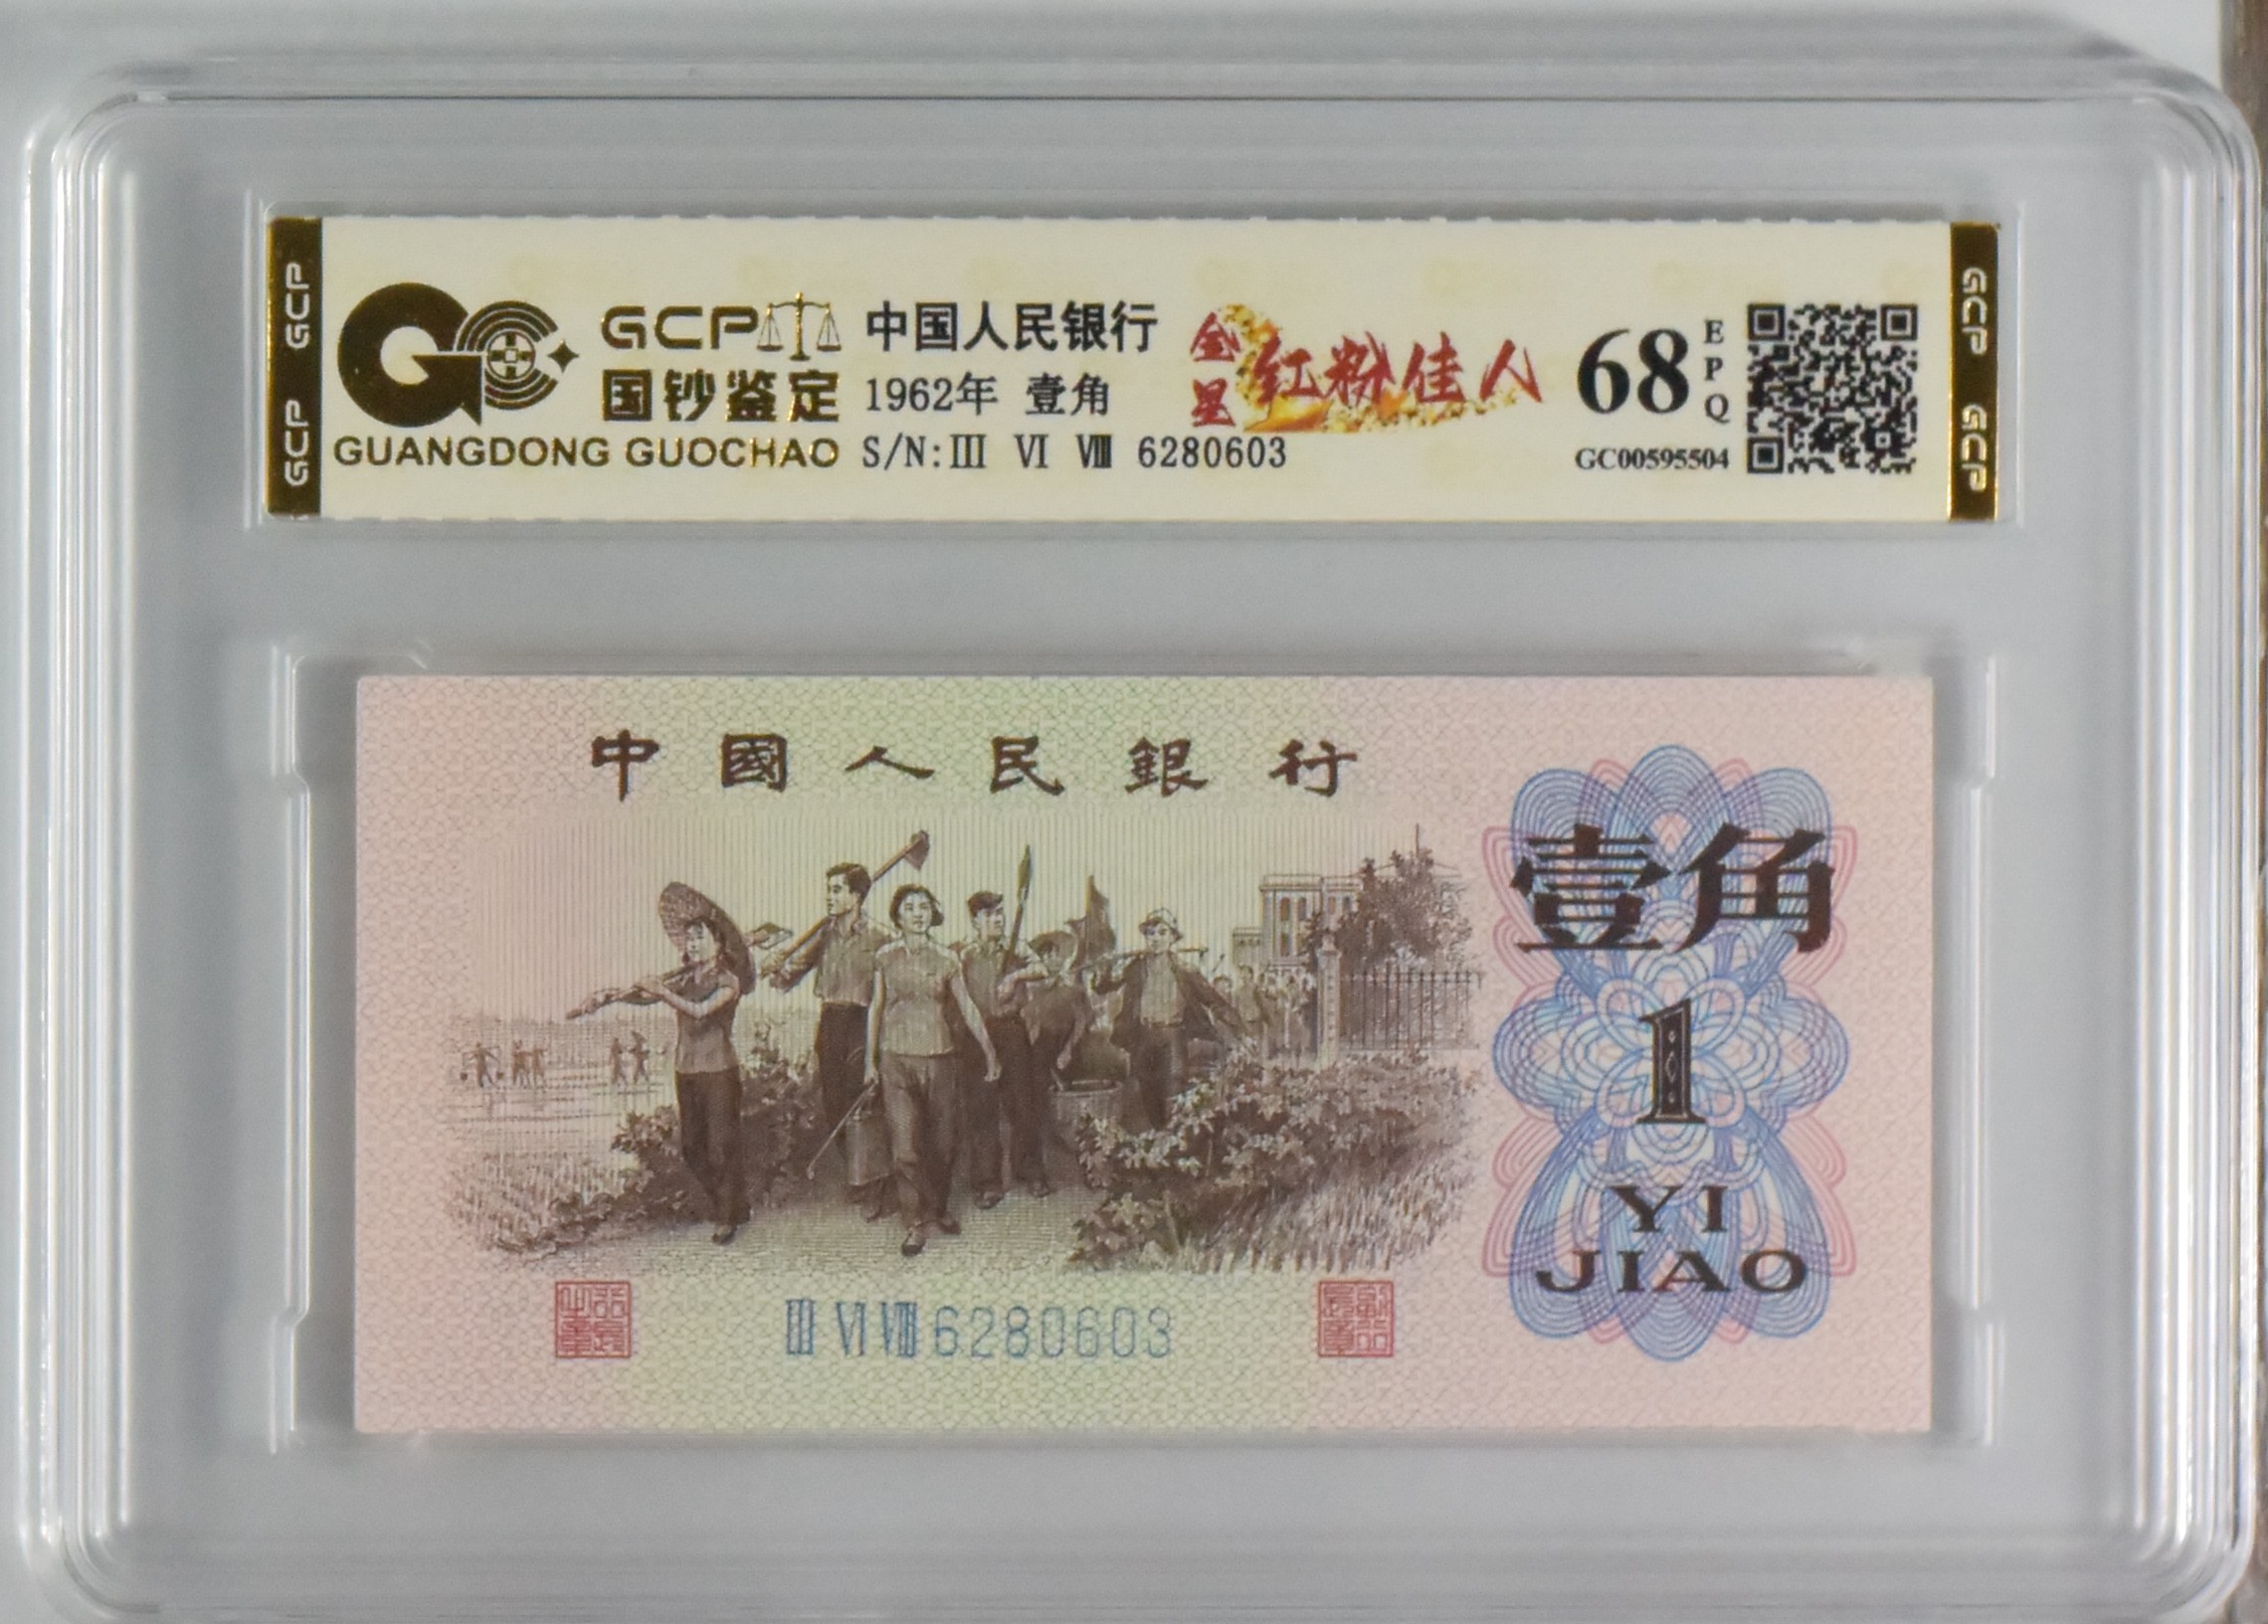 GCP GCP
GCP
国钞鉴定
GUANGDONG GUOCHAO
中国人民银行
1962年 壹角
S/N:Ⅲ Ⅵ Ⅷ 6280603
金星
红粉佳人
68
EPQ
GC00595504
GCP GCP
中國人民銀行
壹角
1
YI
JIAO
Ⅲ Ⅵ Ⅷ 6280603